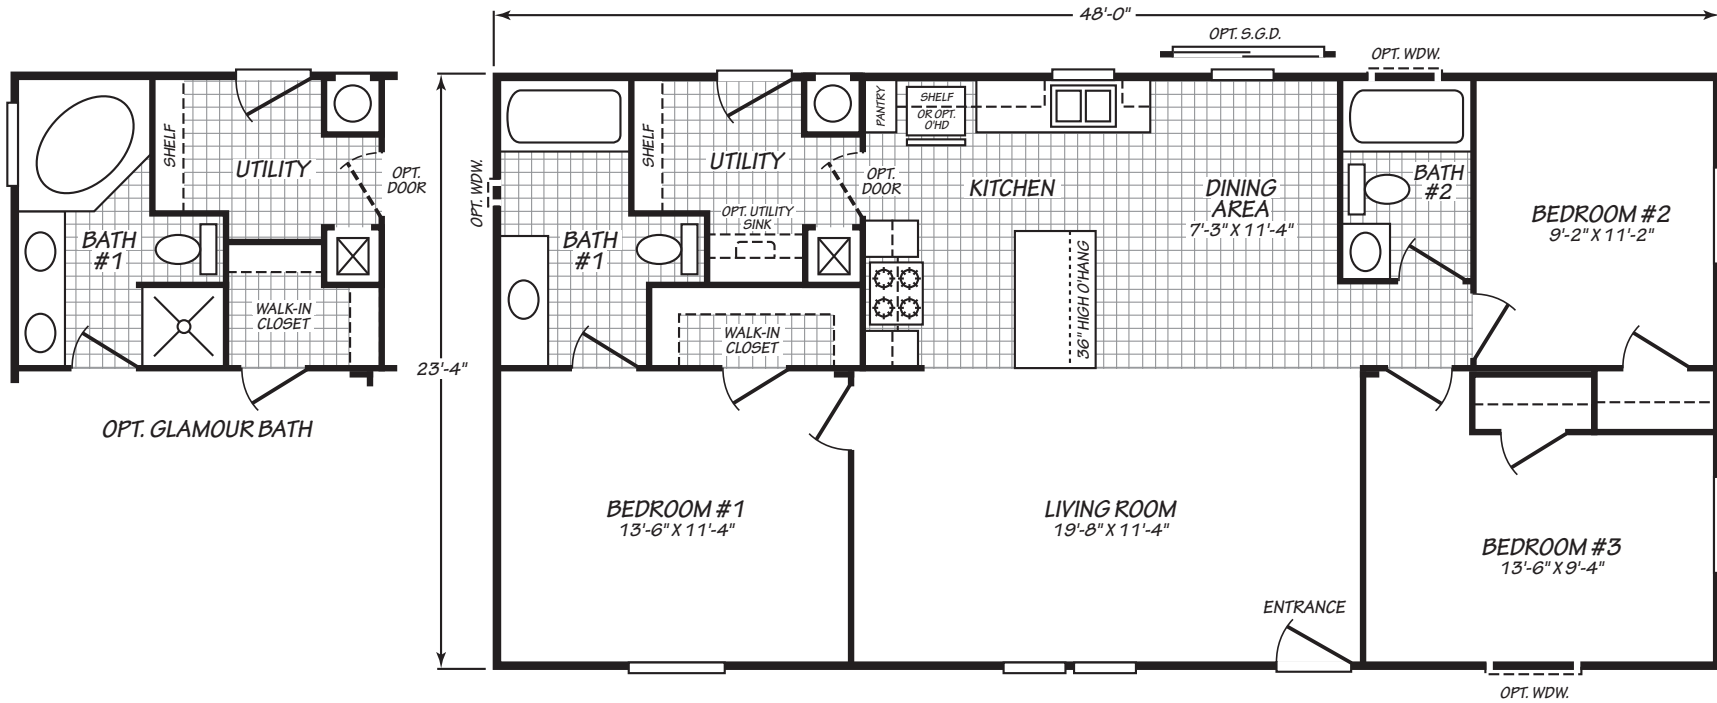 48'-0"
OPT. S.G.D.
OPT. WDW.
SHELF
UTILITY
OPT.
DOOR
BATH
#1
WALK-IN
CLOSET
OPT. GLAMOUR BATH
23'-4"
OPT. WDW.
SHELF
UTILITY
OPT. UTILITY
SINK
BATH
#1
WALK-IN
CLOSET
OPT.
DOOR
PANTRY
SHELF
OR OPT.
O'HD
KITCHEN
36" HIGH O'HANG
DINING
AREA
7'-3" X 11'-4"
BATH
#2
BEDROOM #2
9'-2" X 11'-2"
BEDROOM #1
13'-6" X 11'-4"
LIVING ROOM
19'-8" X 11'-4"
BEDROOM #3
13'-6" X 9'-4"
ENTRANCE
OPT. WDW.